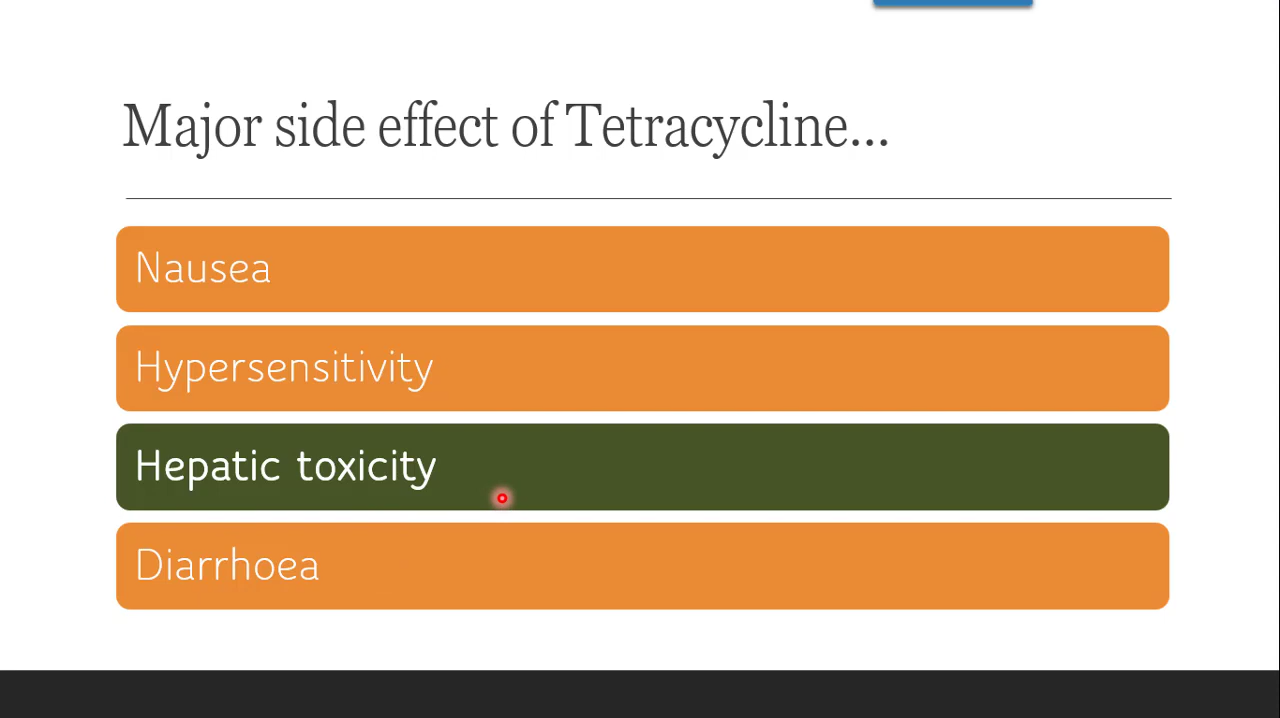 Major side effect of Tetracycline...
Nausea
Hypersensitivity
Hepatic toxicity
Diarrhoea